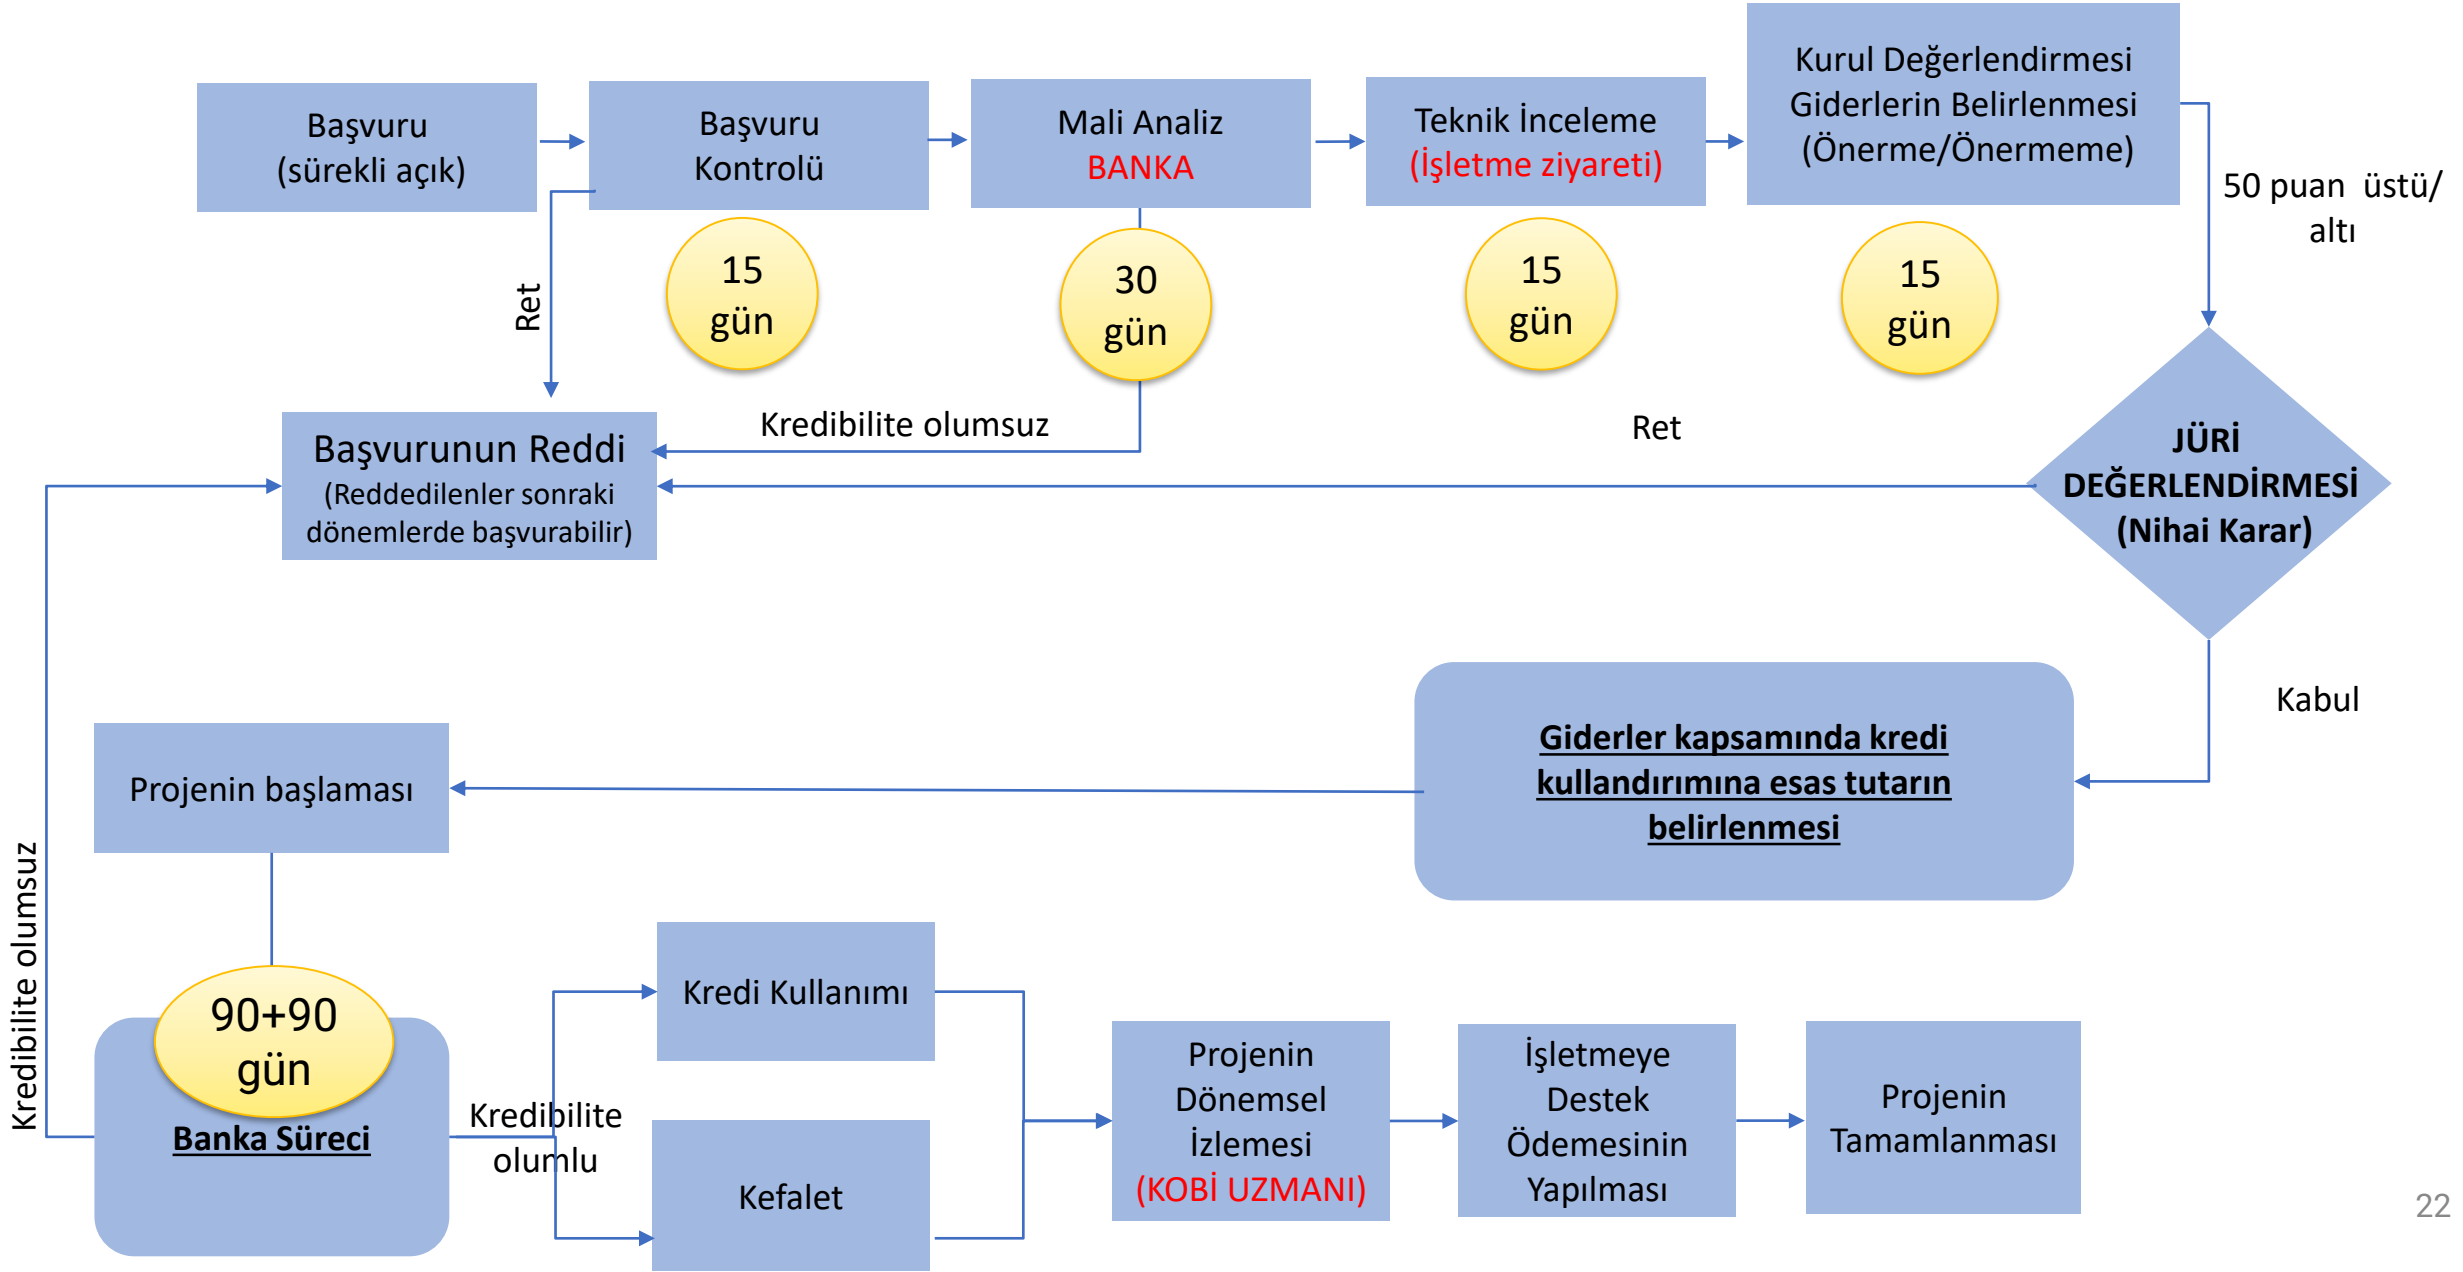 Başvuru
(sürekli açık)
Başvuru
Kontrolü
Mali Analiz
BANKA
Teknik İnceleme
(İşletme ziyareti)
Kurul Değerlendirmesi
Giderlerin Belirlenmesi
(Önerme/Önermeme)
50 puan üstü/
altı
15
gün
30
gün
15
gün
15
gün
Ret
Kredibilite olumsuz
Ret
Başvurunun Reddi
(Reddedilenler sonraki
dönemlerde başvurabilir)
JÜRİ
DEĞERLENDİRMESİ
(Nihai Karar)
Kabul
Giderler kapsamında kredi
kullandırımına esas tutarın
belirlenmesi
Projenin başlaması
Kredibilite olumsuz
90+90
gün
Banka Süreci
Kredibilite
olumlu
Kredi Kullanımı
Kefalet
Projenin
Dönemsel
İzlemesi
(KOBİ UZMANI)
İşletmeye
Destek
Ödemesinin
Yapılması
Projenin
Tamamlanması
22